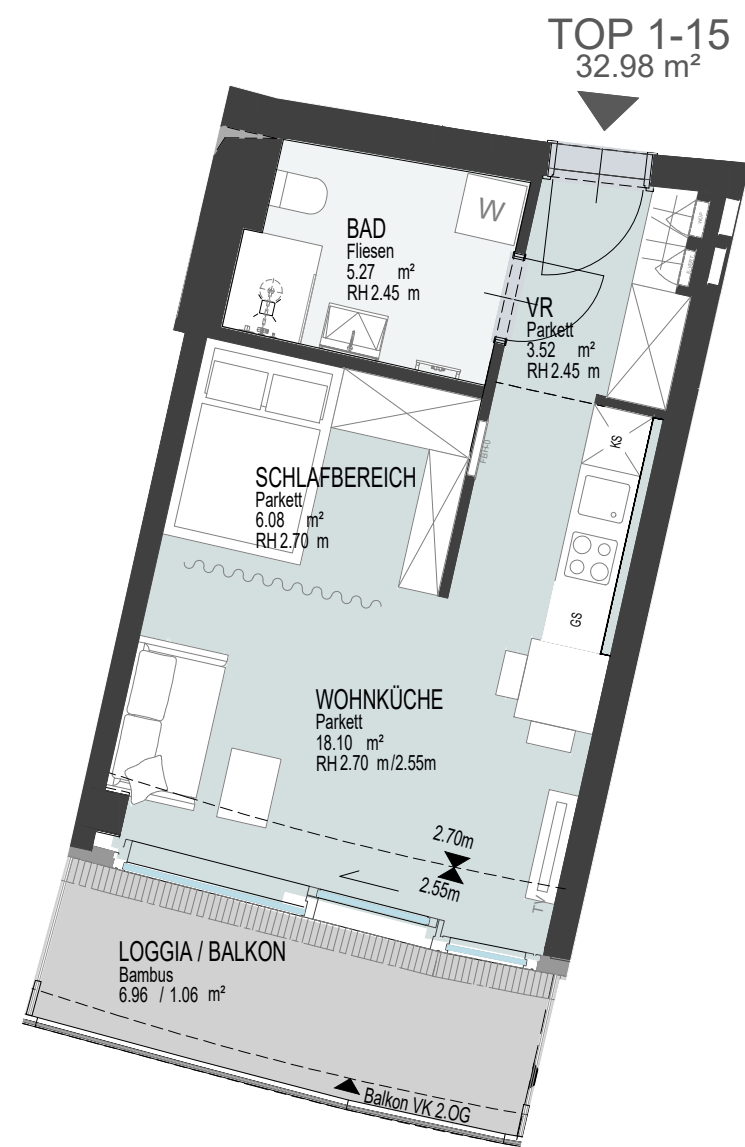 TOP 1-15
32.98 m²
BAD
Fliesen
5.27 m²
RH 2.45 m
W
VR
Parkett
3.52 m²
RH 2.45 m
KS
FBH-0
SCHLAFBEREICH
Parkett
6.08 m²
RH 2.70 m
GS
WOHNKÜCHE
Parkett
18.10 m²
RH 2.70 m/2.55m
2.70m
2.55m
TV
LOGGIA / BALKON
Bambus
6.96 / 1.06 m²
Balkon VK 2.OG